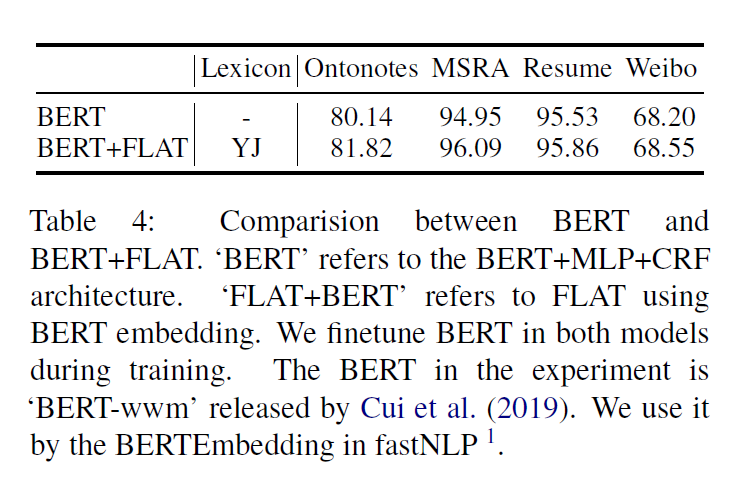 Lexicon Ontonotes MSRA Resume Weibo
BERT - 80.14 94.95 95.53 68.20
BERT+FLAT YJ 81.82 96.09 95.86 68.55
Table 4: Comparision between BERT and
BERT+FLAT. ‘BERT’ refers to the BERT+MLP+CRF
architecture. ‘FLAT+BERT’ refers to FLAT using
BERT embedding. We finetune BERT in both models
during training. The BERT in the experiment is
‘BERT-wwm’ released by Cui et al. (2019). We use it
by the BERTEmbedding in fastNLP 1.